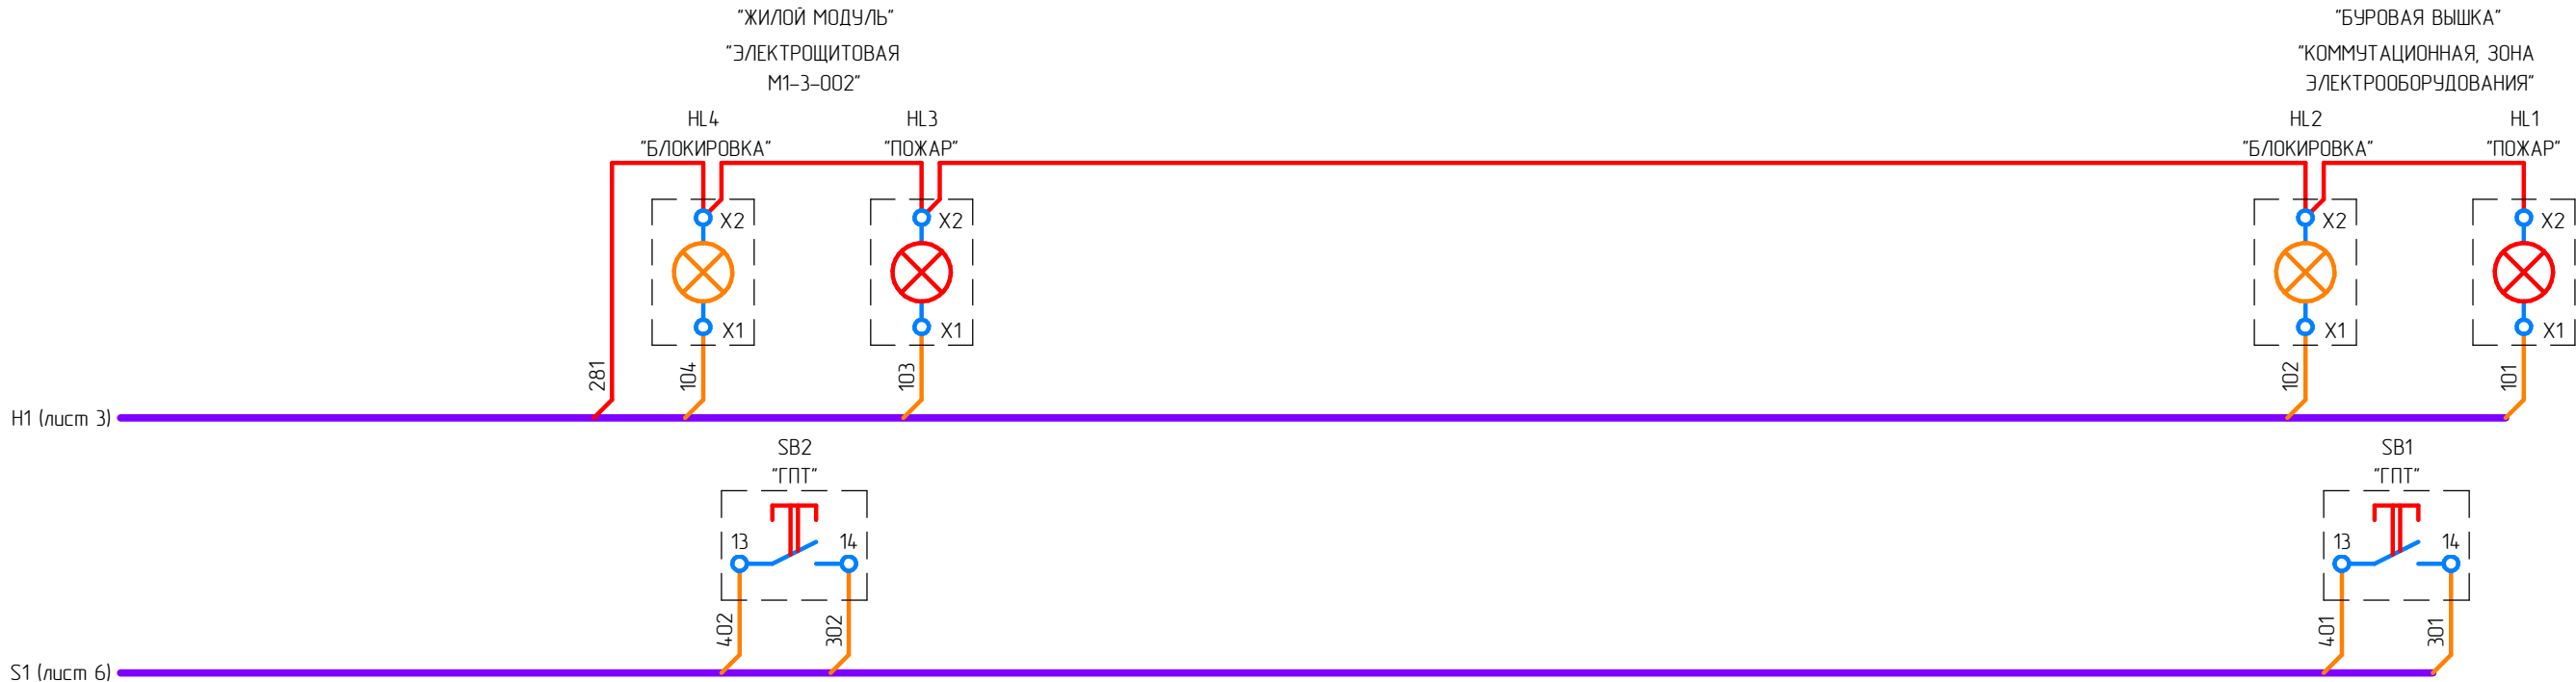 "ЖИЛОЙ МОДУЛЬ"
"ЭЛЕКТРОЩИТОВАЯ
М1-3-002"
HL4
"БЛОКИРОВКА"
HL3
"ПОЖАР"
"БУРОВАЯ ВЫШКА"
"КОММУТАЦИОННАЯ, ЗОНА
ЭЛЕКТРООБОРУДОВАНИЯ"
HL2
"БЛОКИРОВКА"
HL1
"ПОЖАР"
X2
X2
X2
X2
X1
X1
X1
X1
281
104
103
102
101
H1 (лист 3)
SB2
"ГПТ"
13
14
402
302
SB1
"ГПТ"
13
14
401
301
S1 (лист 6)